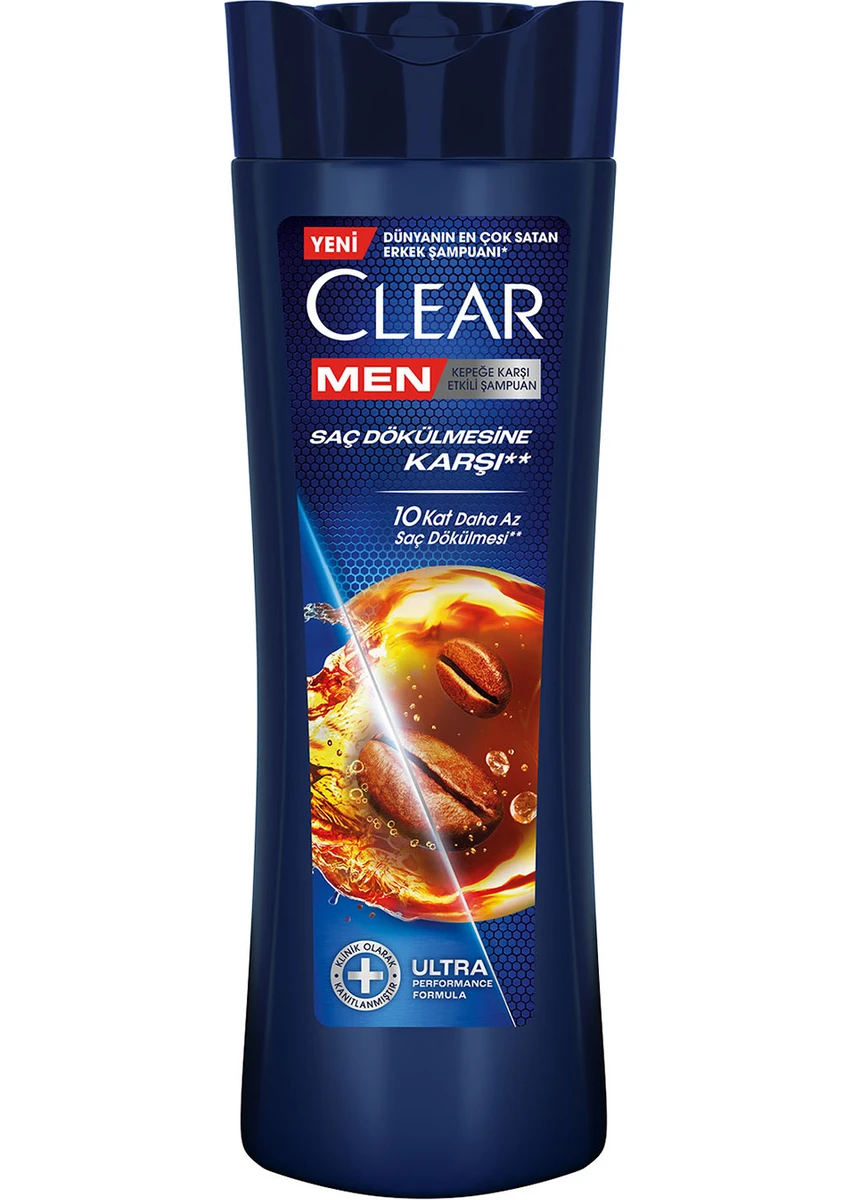 YENİ
DÜNYANIN EN ÇOK SATAN
ERKEK ŞAMPUANI*
CLEAR
MEN
KEPEĞE KARŞI
ETKİLİ ŞAMPUAN
SAÇ DÖKÜLMESİNE
KARŞI**
10 Kat Daha Az
Saç Dökülmesi**
KLİNİK OLARAK
KANITLANMIŞTIR
ULTRA
PERFORMANCE
FORMULA